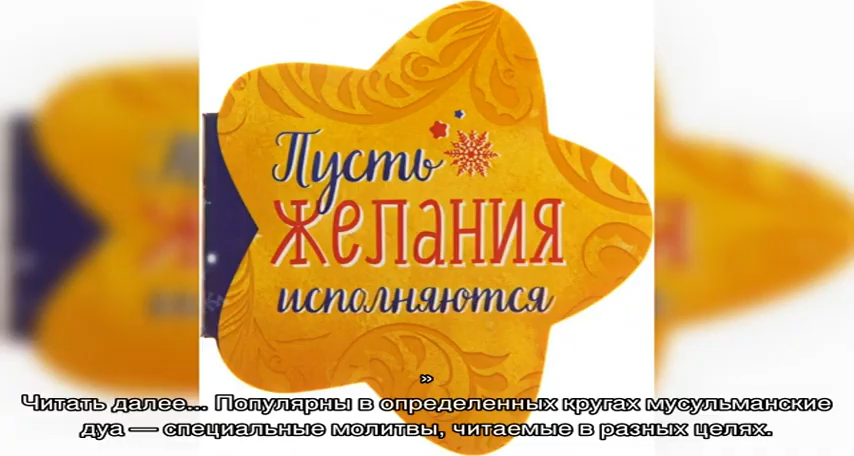 Пусть
желания
исполняются
»
Читать далее... Популярны в определенных кругах мусульманские
дуа — специальные молитвы, читаемые в разных целях.